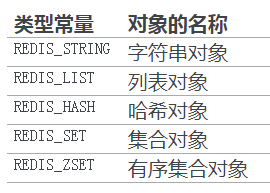 类型常量 对象的名称
REDIS_STRING 字符串对象
REDIS_LIST 列表对象
REDIS_HASH 哈希对象
REDIS_SET 集合对象
REDIS_ZSET 有序集合对象